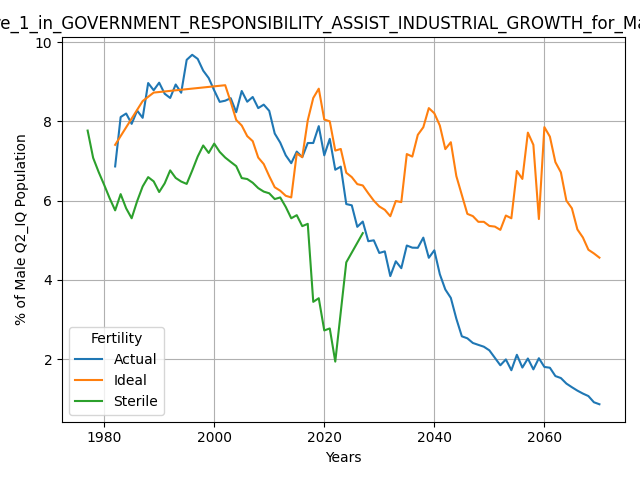 e_1_in_GOVERNMENT_RESPONSIBILITY_ASSIST_INDUSTRIAL_GROWTH_for_Ma
10
8
6
4
2
% of Male Q2_IQ Population
Fertility
Actual
Ideal
Sterile
1980 2000 2020 2040 2060
Years